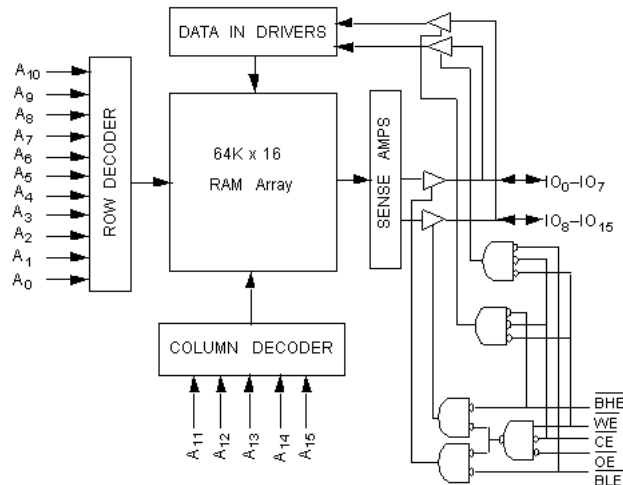 DATA IN DRIVERS
A10
A9
A8
A7
A6
A5
A4
A3
A2
A1
A0
ROW DECODER
64K x 16
RAM Array
SENSE AMPS
IO0–IO7
IO8–IO15
COLUMN DECODER
A11
A12
A13
A14
A15
BHE
WE
CE
OE
BLE